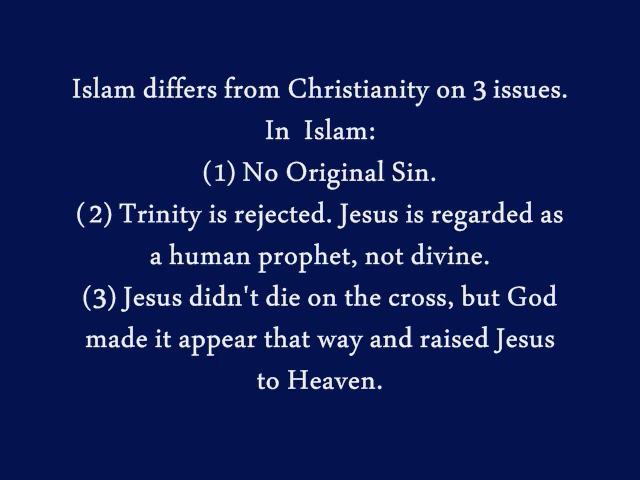 Islam differs from Christianity on 3 issues.
In Islam:
(1) No Original Sin.
(2) Trinity is rejected. Jesus is regarded as
a human prophet, not divine.
(3) Jesus didn't die on the cross, but God
made it appear that way and raised Jesus
to Heaven.